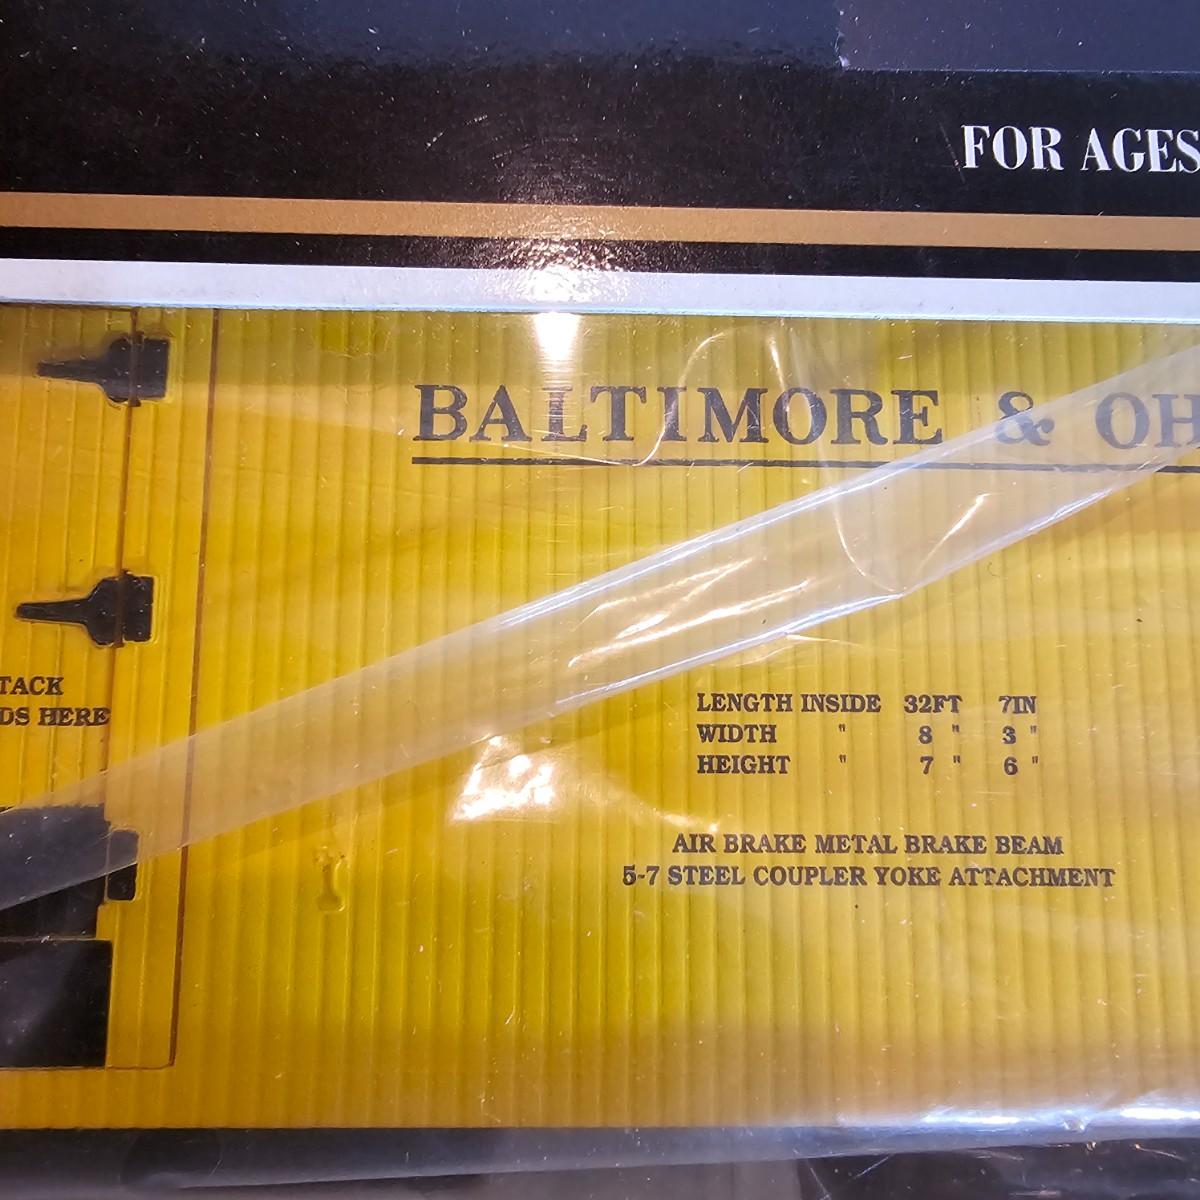 FOR AGES
BALTIMORE & OH
TACK
DS HERE
LENGTH INSIDE 32FT 7IN
WIDTH " 8 " 3 "
HEIGHT " 7 " 6 "
AIR BRAKE METAL BRAKE BEAM
5-7 STEEL COUPLER YOKE ATTACHMENT